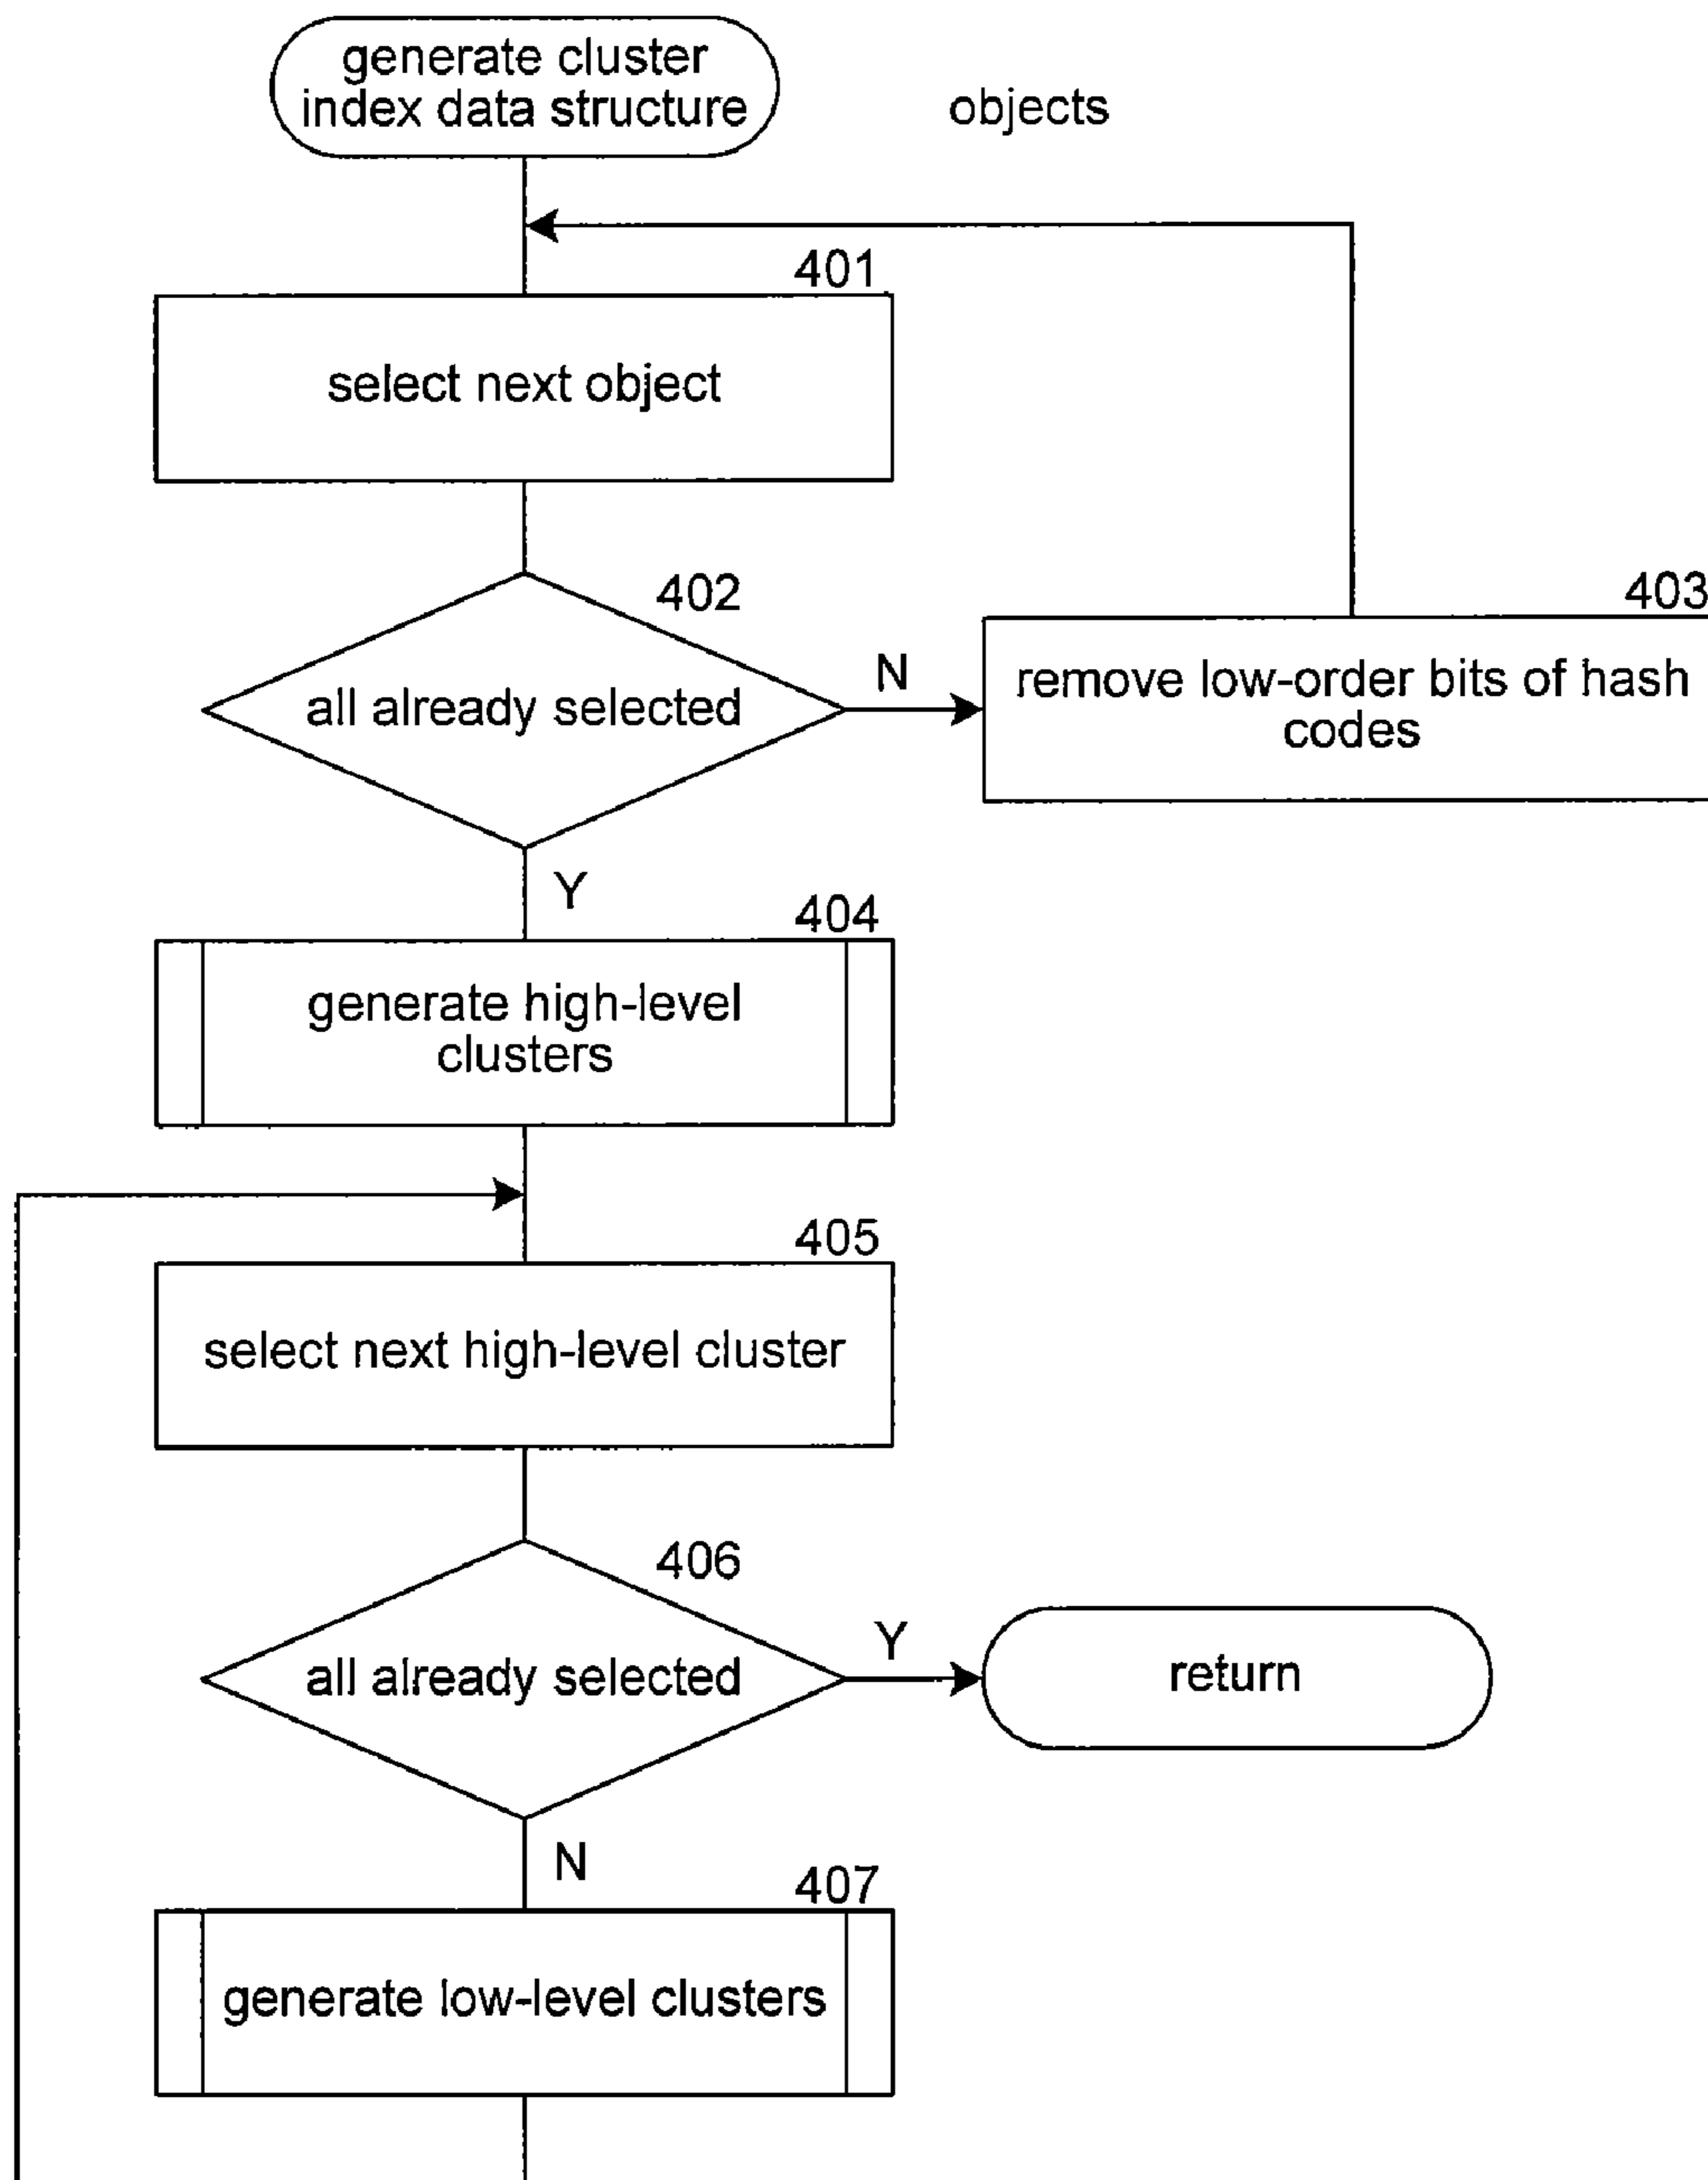 generate cluster
index data structure
objects
401
select next object
402
all already selected
N
403
remove low-order bits of hash
codes
Y
404
generate high-level
clusters
405
select next high-level cluster
406
all already selected
Y
return
N
407
generate low-level clusters